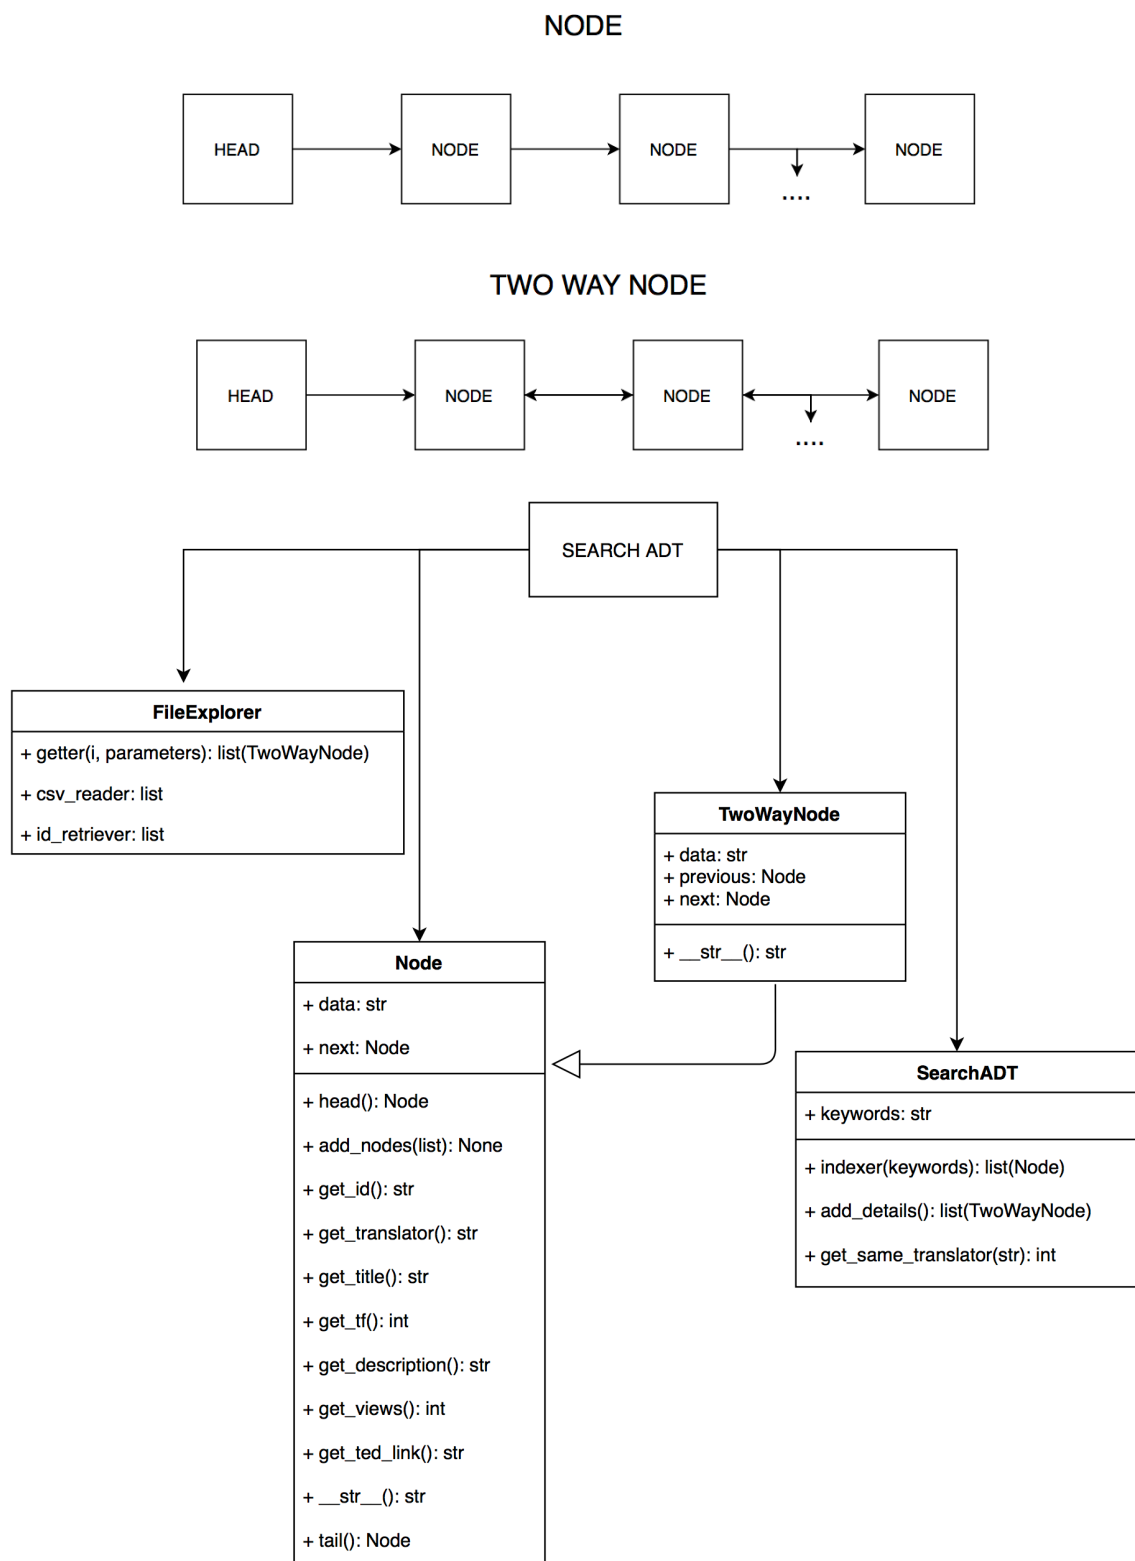 NODE
HEAD
NODE
NODE
NODE
....
TWO WAY NODE
HEAD
NODE
NODE
NODE
....
SEARCH ADT
FileExplorer
+ getter(i, parameters): list(TwoWayNode)
+ csv_reader: list
+ id_retriever: list
TwoWayNode
+ data: str
+ previous: Node
+ next: Node
+ __str__(): str
Node
+ data: str
+ next: Node
+ head(): Node
+ add_nodes(list): None
+ get_id(): str
+ get_translator(): str
+ get_title(): str
+ get_tf(): int
+ get_description(): str
+ get_views(): int
+ get_ted_link(): str
+ __str__(): str
+ tail(): Node
SearchADT
+ keywords: str
+ indexer(keywords): list(Node)
+ add_details(): list(TwoWayNode)
+ get_same_translator(str): int